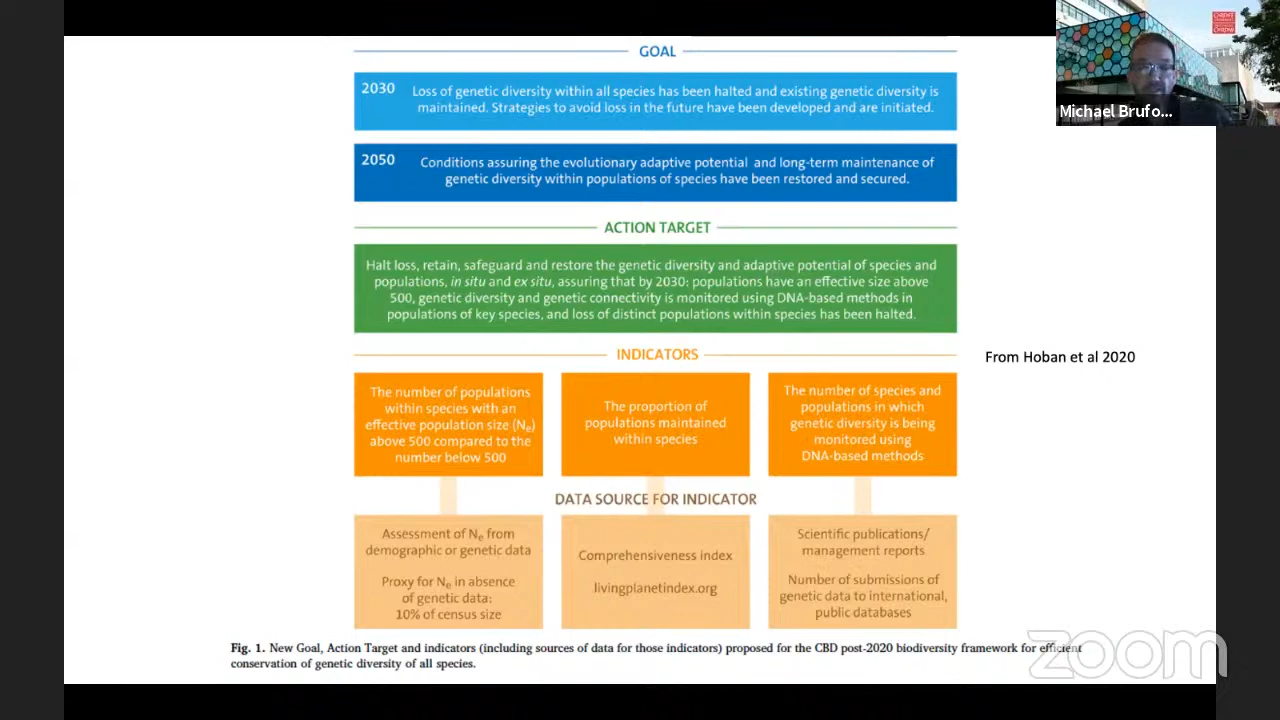 GOAL
2030
Loss of genetic diversity within all species has been halted and existing genetic diversity is
maintained. Strategies to avoid loss in the future have been developed and are initiated.
2050
Conditions assuring the evolutionary adaptive potential and long-term maintenance of
genetic diversity within populations of species have been restored and secured.
ACTION TARGET
Halt loss, retain, safeguard and restore the genetic diversity and adaptive potential of species and
populations, in situ and ex situ, assuring that by 2030: populations have an effective size above
500, genetic diversity and genetic connectivity is monitored using DNA-based methods in
populations of key species, and loss of distinct populations within species has been halted.
INDICATORS
The number of populations
within species with an
effective population size (Ne)
above 500 compared to the
number below 500
The proportion of
populations maintained
within species
The number of species and
populations in which
genetic diversity is being
monitored using
DNA-based methods
DATA SOURCE FOR INDICATOR
Assessment of Ne from
demographic or genetic data
Proxy for Ne in absence
of genetic data:
10% of census size
Comprehensiveness index
livingplanetindex.org
Scientific publications/
management reports
Number of submissions of
genetic data to international,
public databases
From Hoban et al 2020
Fig. 1. New Goal, Action Target and indicators (including sources of data for those indicators) proposed for the CBD post-2020 biodiversity framework for efficient
conservation of genetic diversity of all species.
Michael Brufo...
zoom